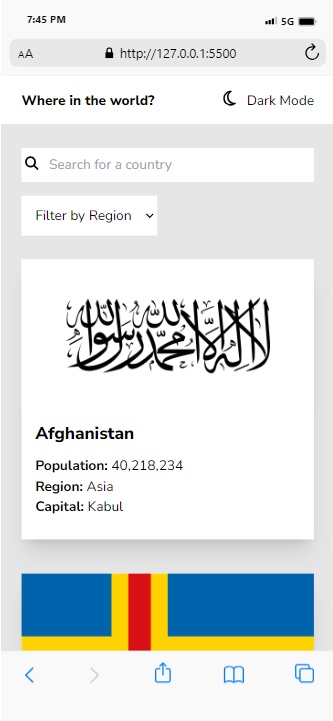 7:45 PM
5G
AA
http://127.0.0.1:5500
Where in the world?
Dark Mode
Search for a country
Filter by Region
لا إله إلا الله محمد رسول الله
Afghanistan
Population: 40,218,234
Region: Asia
Capital: Kabul